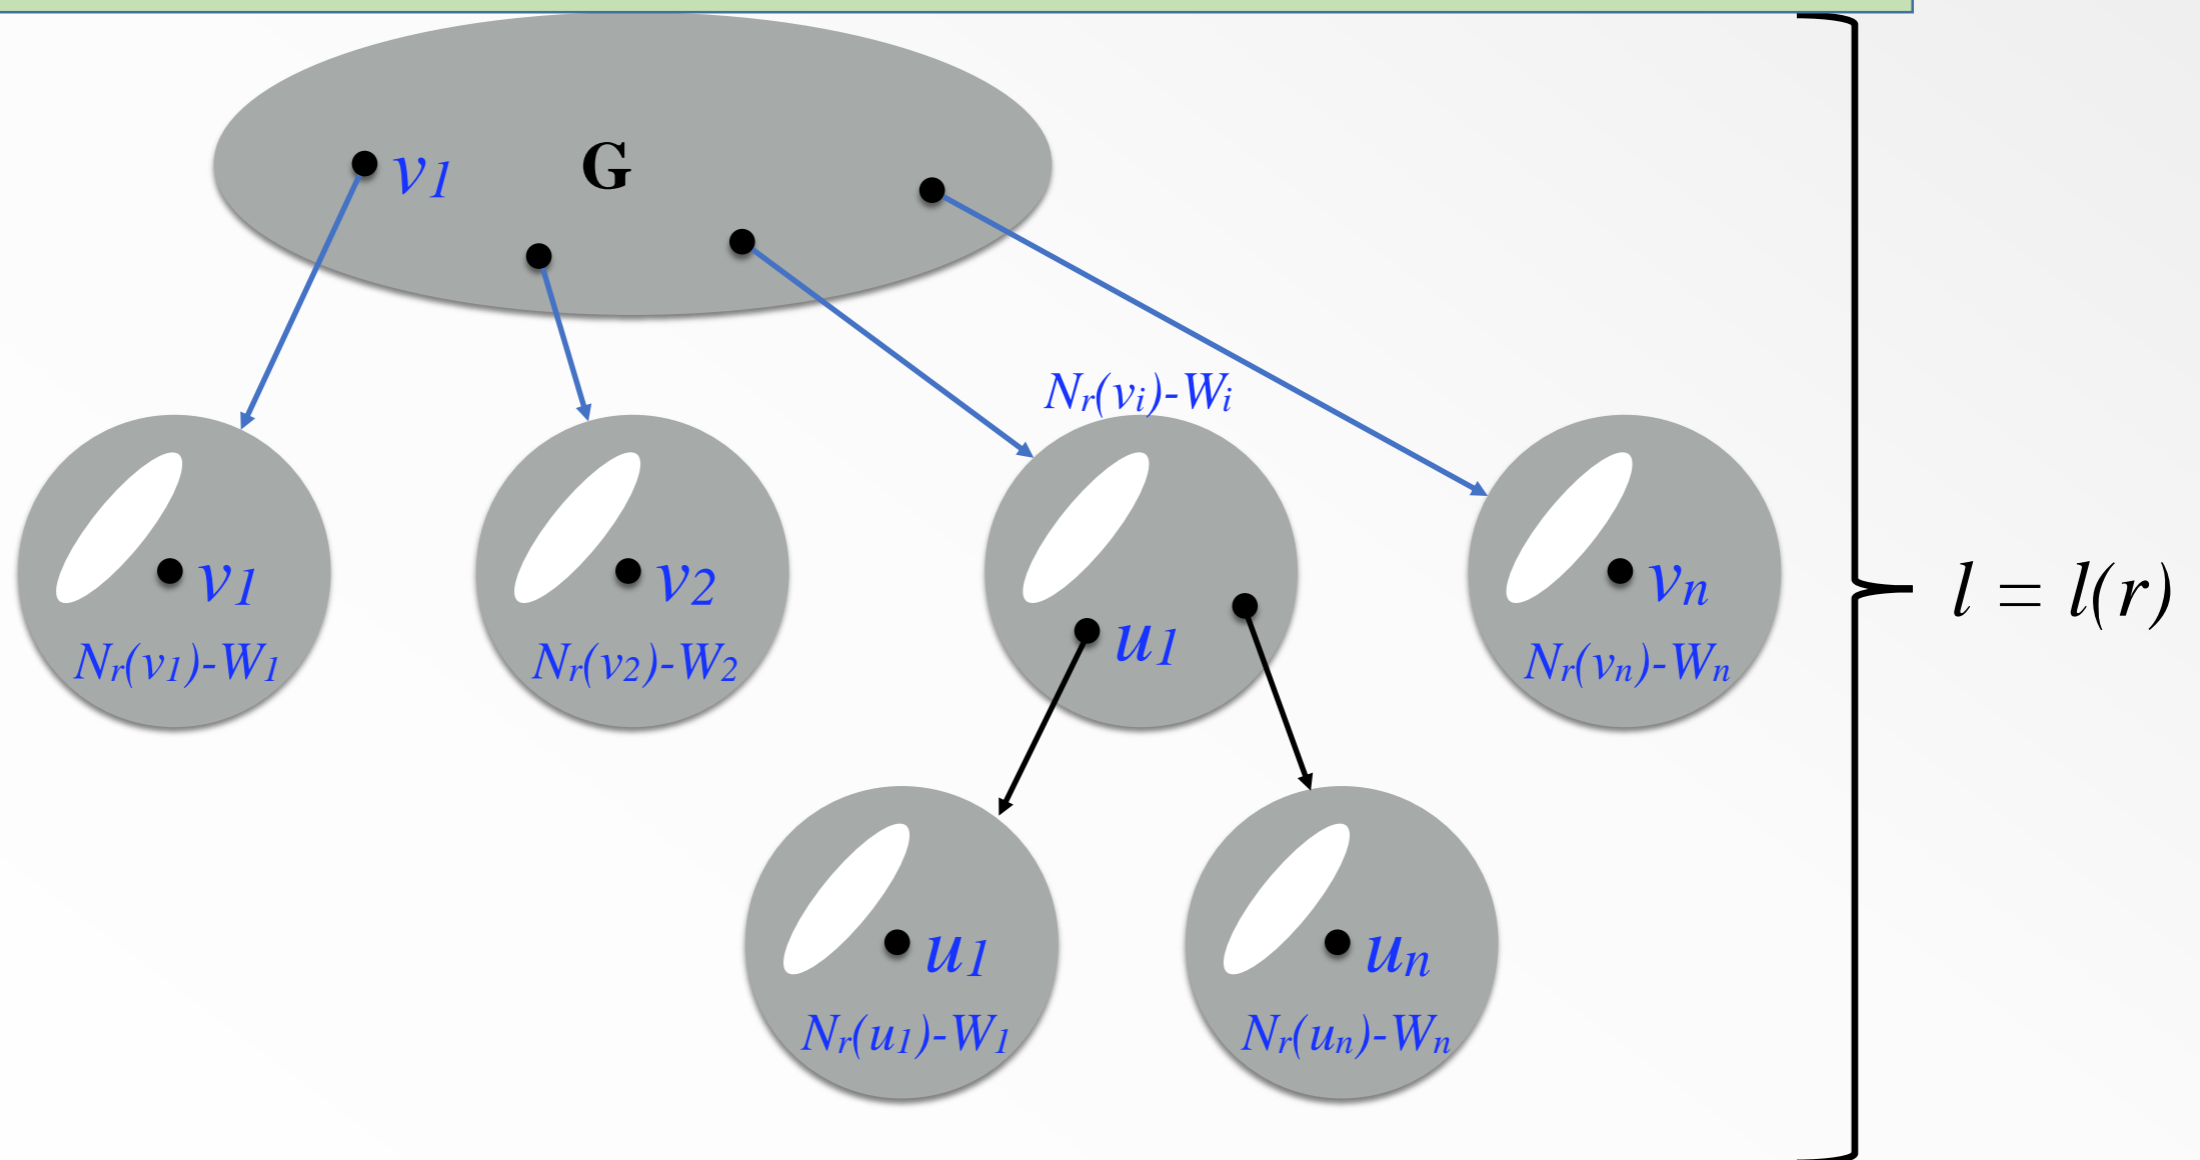 v₁
G
Nᵣ(vᵢ)-Wᵢ
v₁
v₂
vₙ
l = l(r)
u₁
Nᵣ(v₁)-W₁
Nᵣ(v₂)-W₂
Nᵣ(vₙ)-Wₙ
u₁
uₙ
Nᵣ(u₁)-W₁
Nᵣ(uₙ)-Wₙ